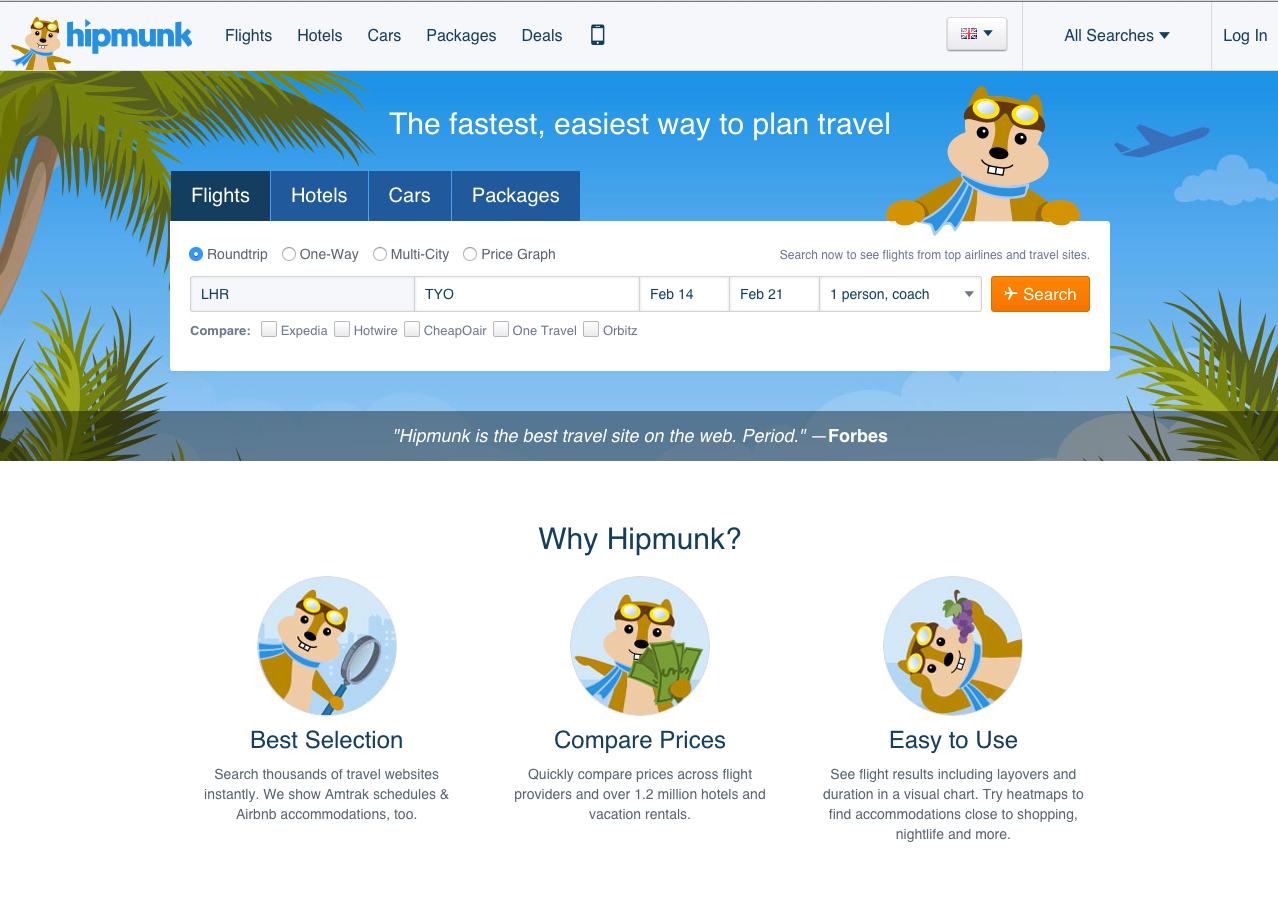 hipmunk Flights Hotels Cars Packages Deals All Searches Log In
The fastest, easiest way to plan travel
Flights Hotels Cars Packages
Roundtrip One-Way Multi-City Price Graph Search now to see flights from top airlines and travel sites.
LHR TYO Feb 14 Feb 21 1 person, coach Search
Compare: Expedia Hotwire CheapOair One Travel Orbitz
"Hipmunk is the best travel site on the web. Period." —Forbes
Why Hipmunk?
Best Selection
Search thousands of travel websites
instantly. We show Amtrak schedules &
Airbnb accommodations, too.
Compare Prices
Quickly compare prices across flight
providers and over 1.2 million hotels and
vacation rentals.
Easy to Use
See flight results including layovers and
duration in a visual chart. Try heatmaps to
find accommodations close to shopping,
nightlife and more.